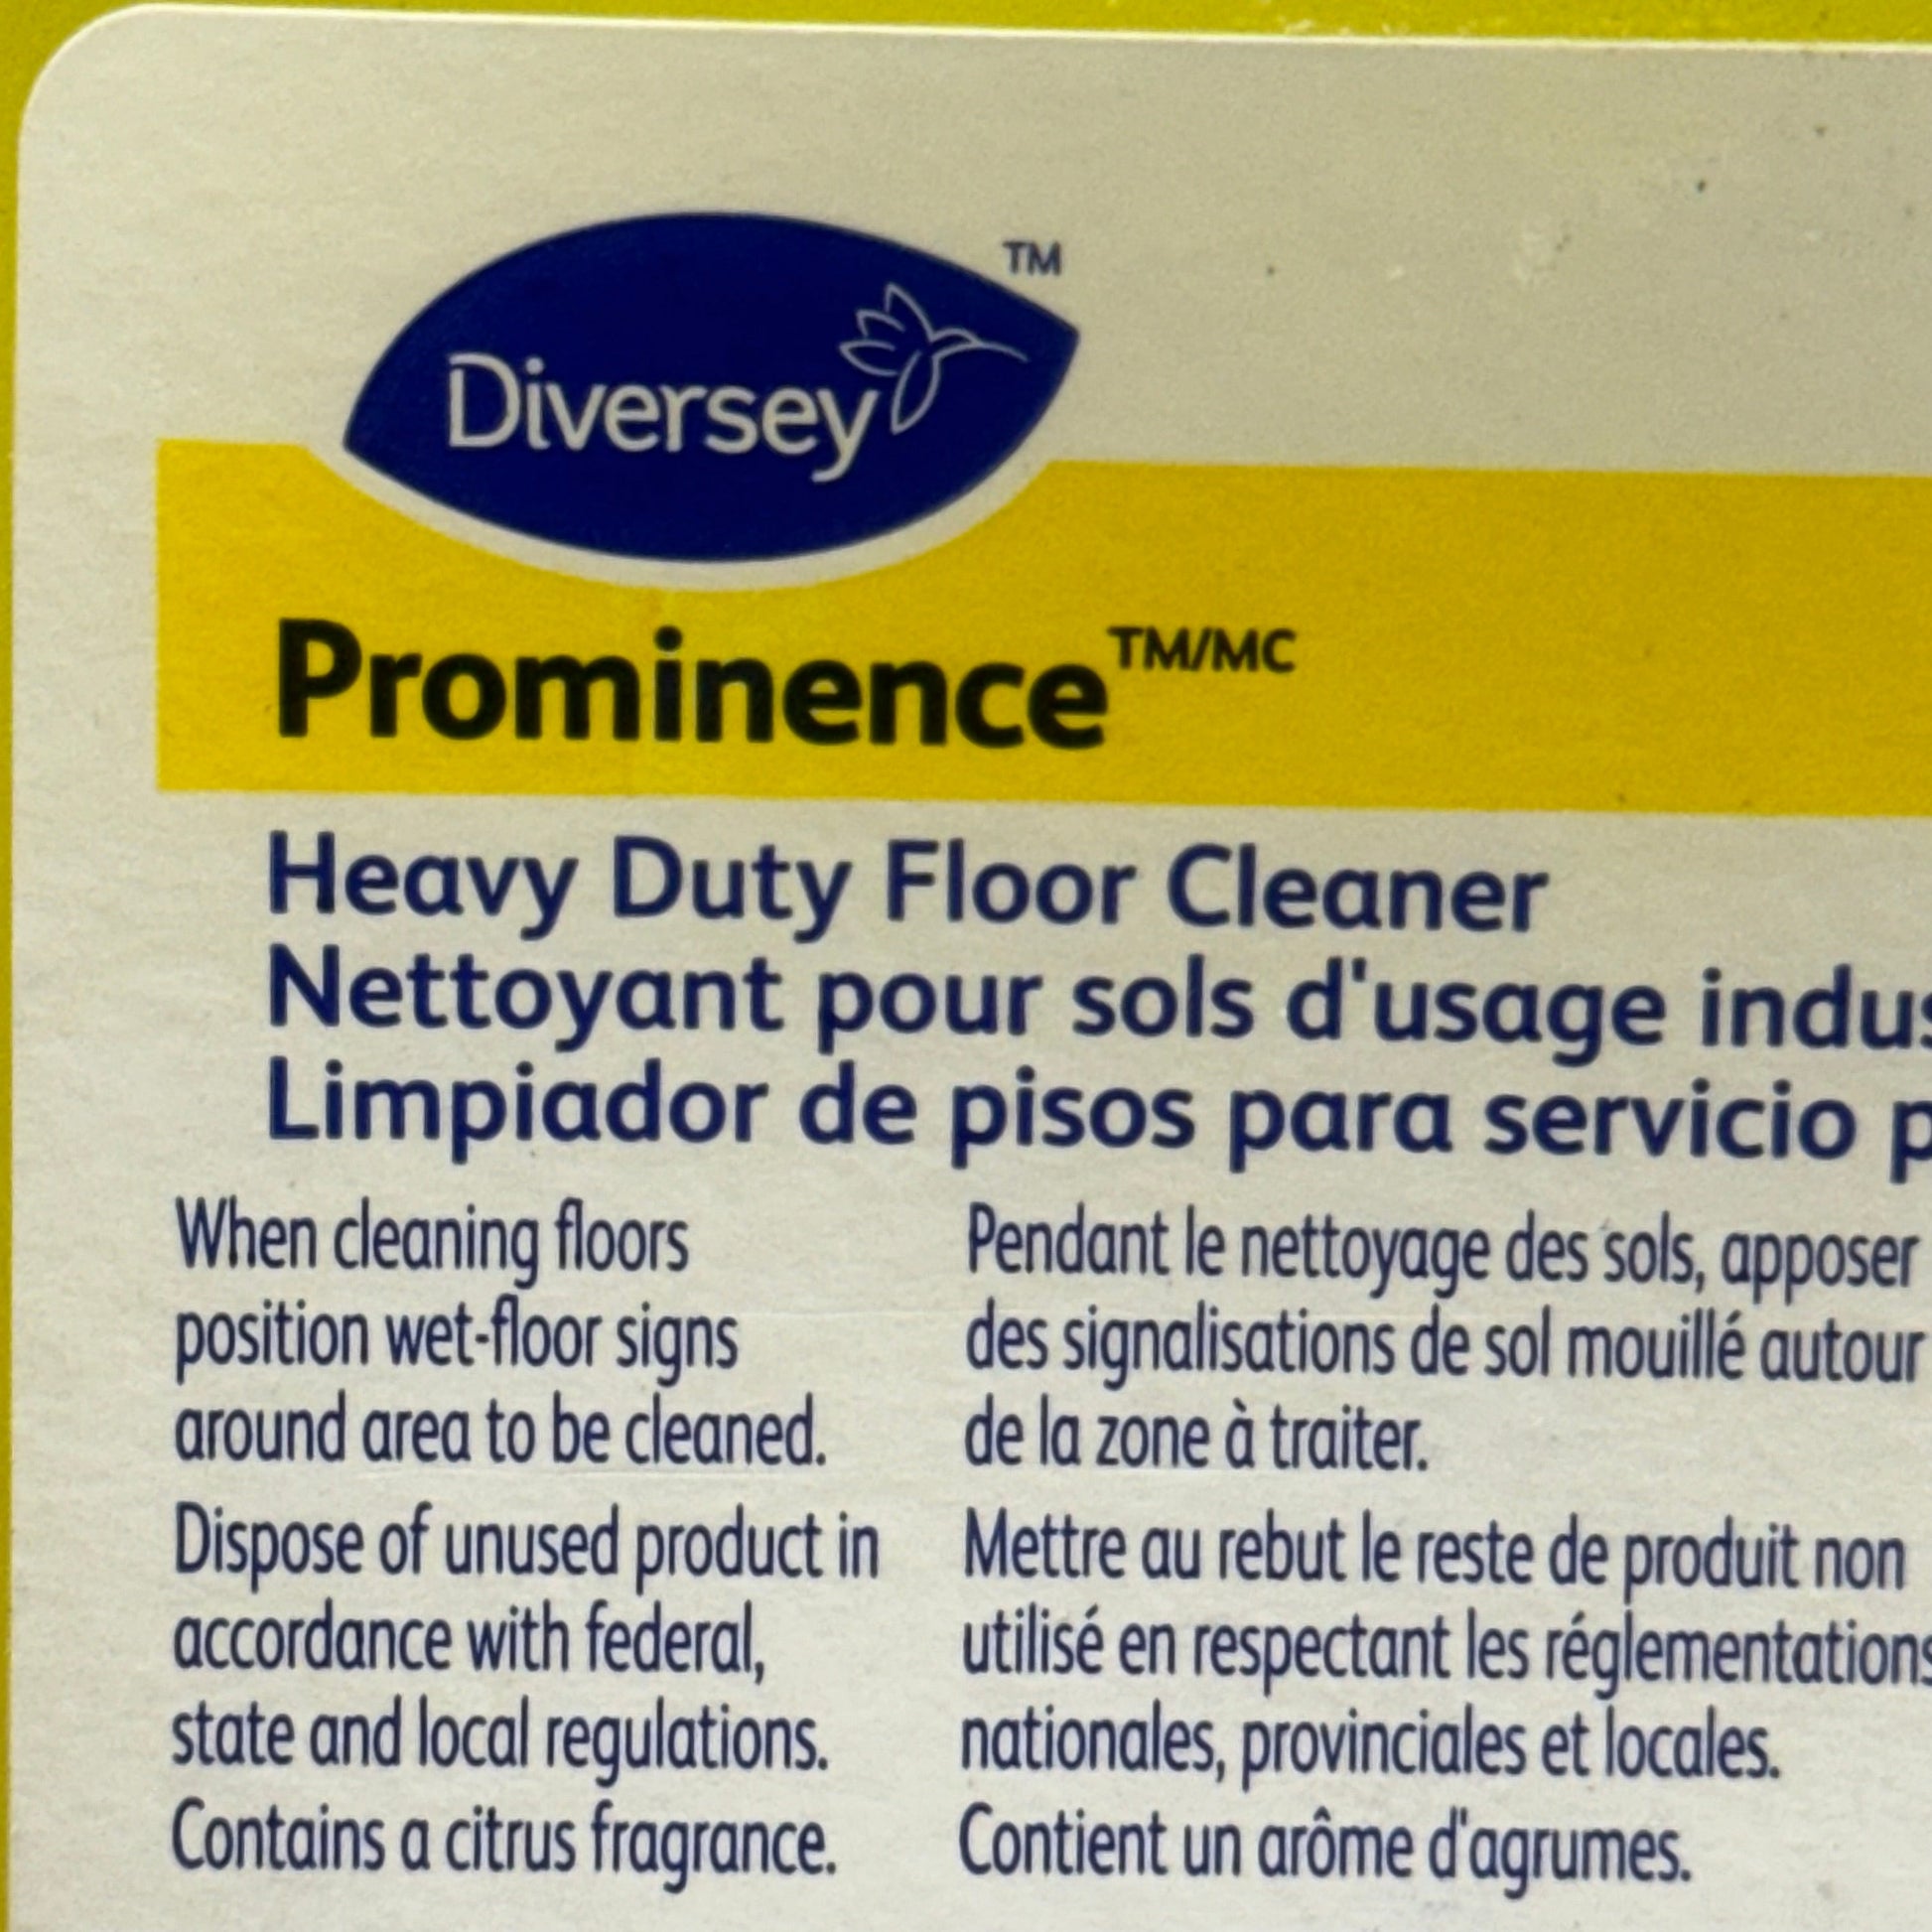 Diversey™
Prominence TM/MC
Heavy Duty Floor Cleaner
Nettoyant pour sols d'usage
Limpiador de pisos para servicio
When cleaning floors
position wet-floor signs
around area to be cleaned.
Dispose of unused product in
accordance with federal,
state and local regulations.
Contains a citrus fragrance.
Pendant le nettoyage des sols, apposer
des signalisations de sol mouillé autour
de la zone à traiter.
Mettre au rebut le reste de produit non
utilisé en respectant les réglementations
nationales, provinciales et locales.
Contient un arôme d'agrumes.